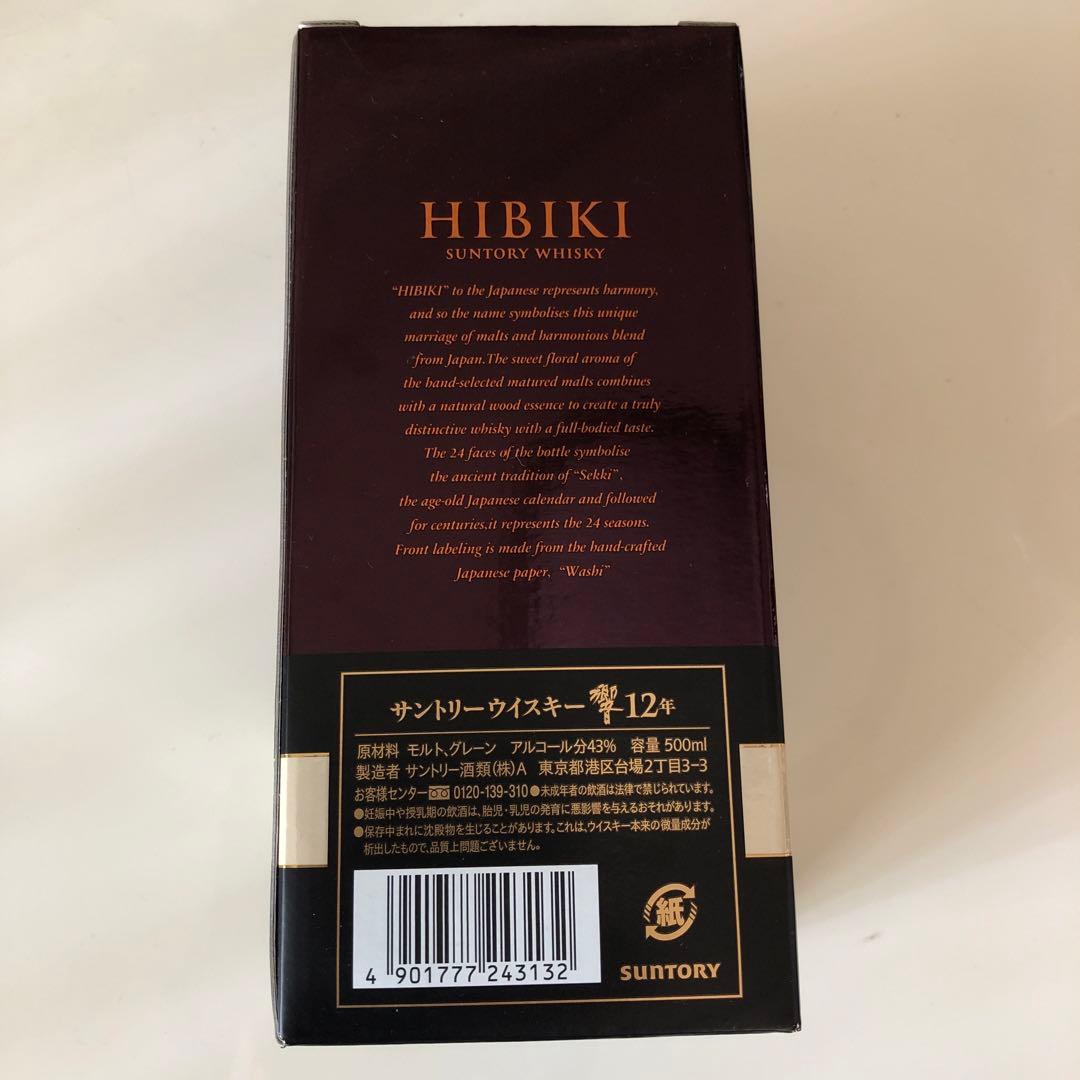 HIBIKI
SUNTORY WHISKY
“HIBIKI” to the Japanese represents harmony,
and so the name symbolises this unique
marriage of malts and harmonious blend
from Japan.The sweet floral aroma of
the hand-selected matured malts combines
with a natural wood essence to create a truly
distinctive whisky with a full-bodied taste.
The 24 faces of the bottle symbolise
the ancient tradition of “Sekki”,
the age-old Japanese calendar and followed
for centuries,it represents the 24 seasons.
Front labeling is made from the hand-crafted
Japanese paper, “Washi”
サントリーウイスキー 響 12年
原材料 モルト、グレーン アルコール分43% 容量 500ml
製造者 サントリー酒類(株)A 東京都港区台場2丁目3-3
お客様センター 0120-139-310 ●未成年者の飲酒は法律で禁じられています。
●妊娠中や授乳期の飲酒は、胎児・乳児の発育に悪影響を与えるおそれがあります。
●保存中まれに沈殿物を生じることがあります。これは、ウイスキー本来の微量成分が
析出したもので、品質上問題ございません。
4 901777 243132
紙
SUNTORY